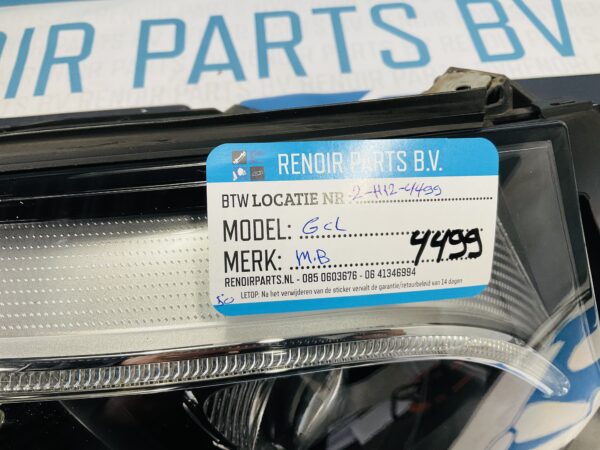 RENOIR PARTS BV
RENOIR PARTS B.V.
BTW LOCATIE NR: 2-H12-4499
MODEL: GCL
MERK: M.B 4499
RENOIRPARTS.NL - 085 0603676 - 06 41346994
LETOP: Na het verwijderen van de sticker vervalt de garantie/retourbeleid van 14 dagen